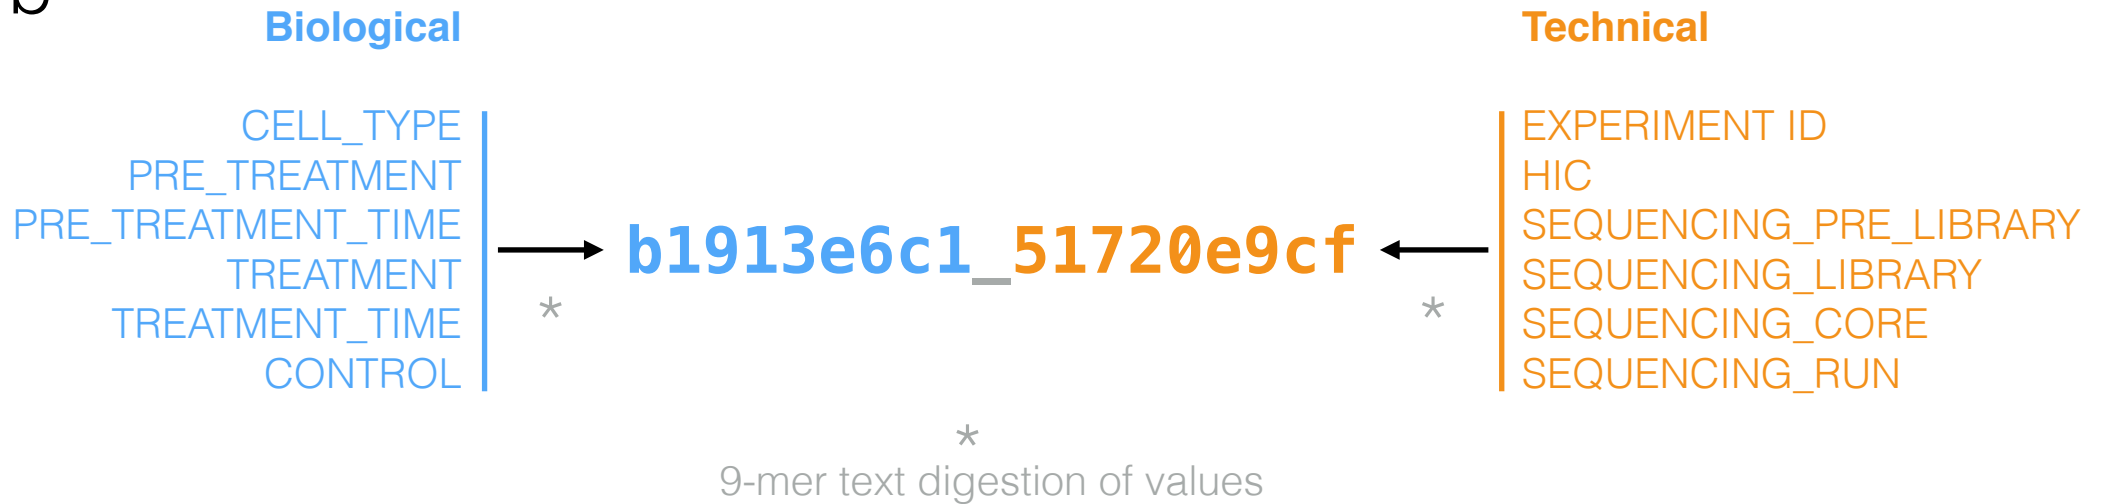 b
Biological
CELL_TYPE
PRE_TREATMENT
PRE_TREATMENT_TIME
TREATMENT
TREATMENT_TIME
CONTROL
*
b1913e6c1_51720e9cf
*
Technical
EXPERIMENT ID
HIC
SEQUENCING_PRE_LIBRARY
SEQUENCING_LIBRARY
SEQUENCING_CORE
SEQUENCING_RUN
*
9-mer text digestion of values